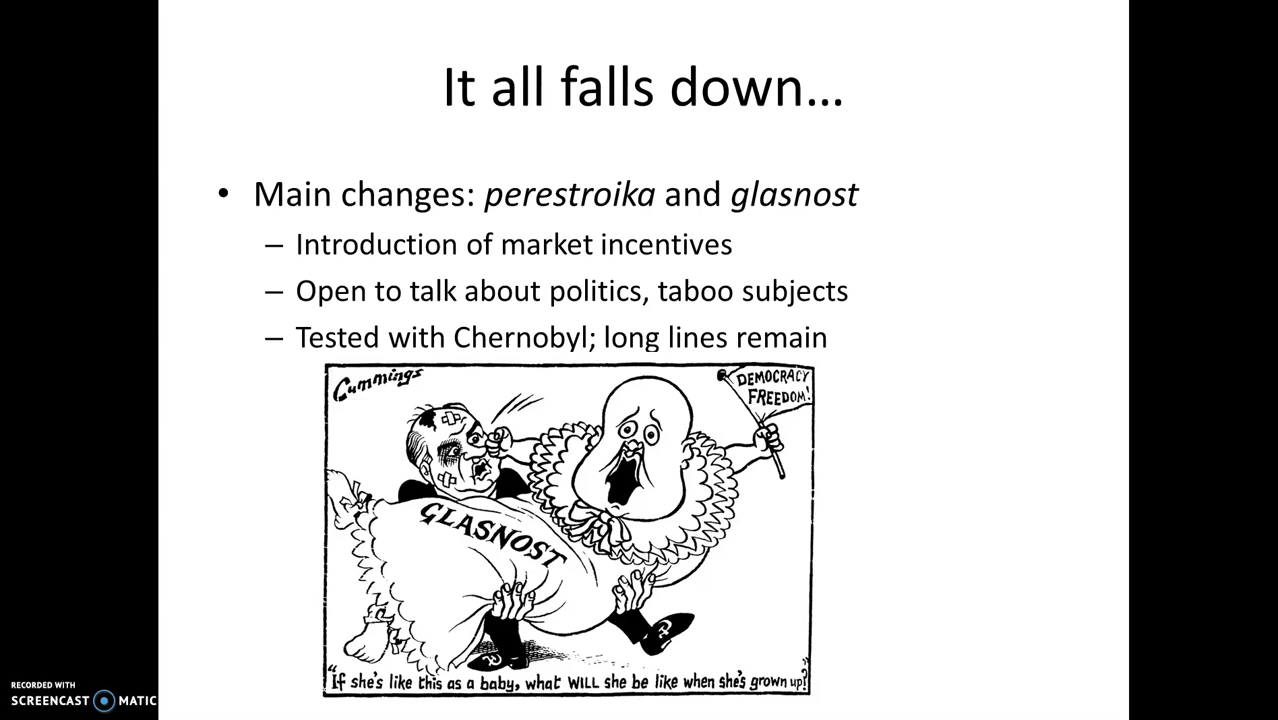 It all falls down...
• Main changes: perestroika and glasnost
– Introduction of market incentives
– Open to talk about politics, taboo subjects
– Tested with Chernobyl; long lines remain
Cummings
DEMOCRACY
FREEDOM!
GLASNOST
"If she's like this as a baby, what WILL she be like when she's grown up?"
RECORDED WITH
SCREENCAST MATIC